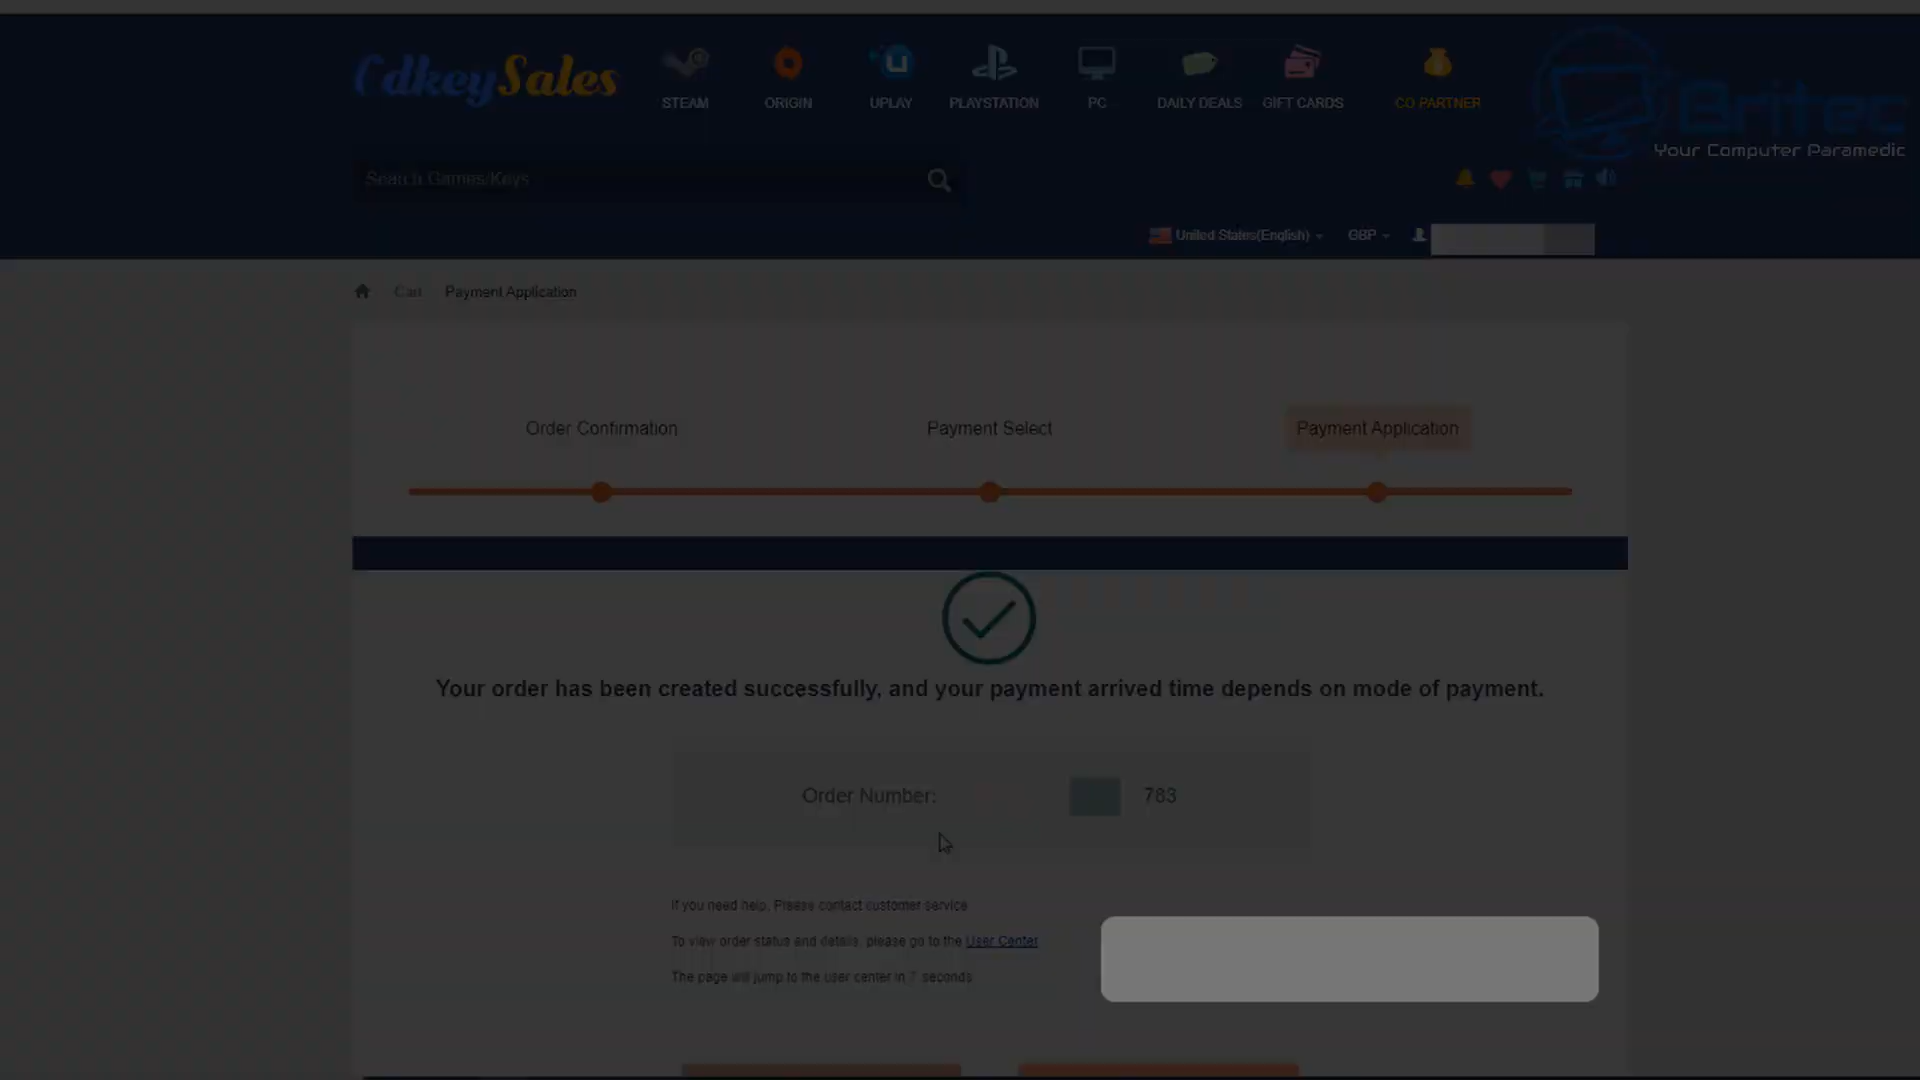 CdkeySales
STEAM
ORIGIN
UPLAY
PLAYSTATION
PC
DAILY DEALS
GIFT CARDS
CO PARTNER
Britec
Your Computer Paramedic
Search Games/Keys
United States(English)
GBP
Cart
Payment Application
Order Confirmation
Payment Select
Payment Application
Your order has been created successfully, and your payment arrived time depends on mode of payment.
Order Number: 783
If you need help, Please contact customer service
To view order status and details, please go to the User Center
The page will jump to the user center in 7 seconds